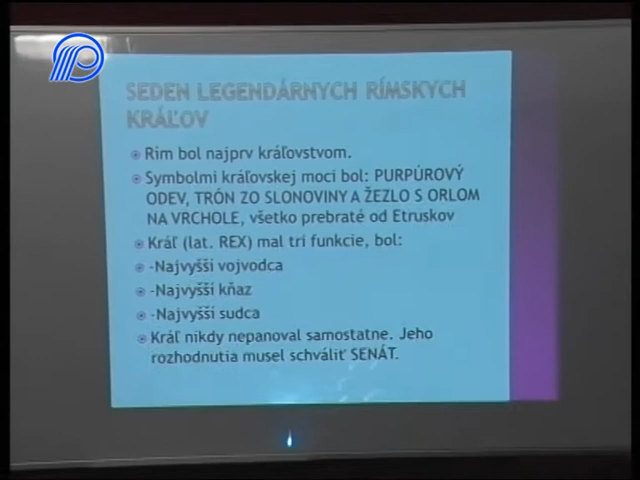 SEDEN LEGENDÁRNYCH RÍMSKYCH
KRÁĽOV
Rím bol najprv kráľovstvom.
Symbolmi kráľovskej moci bol: PURPÚROVÝ
ODEV, TRÓN ZO SLONOVINY A ŽEZLO S ORLOM
NA VRCHOLE, všetko prebraté od Etruskov
Kráľ (lat. REX) mal tri funkcie, bol:
-Najvyšší vojvodca
-Najvyšší kňaz
-Najvyšší sudca
Kráľ nikdy nepanoval samostatne. Jeho
rozhodnutia musel schváliť SENÁT.